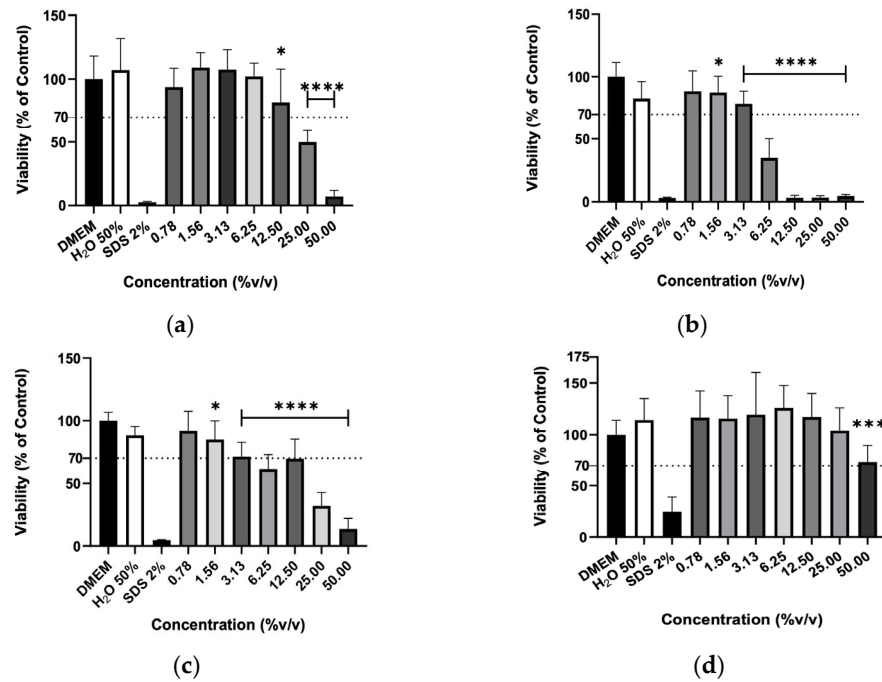 150
100
70
50
0
Viability (% of Control)
*
****
DMEM
H₂O 50%
SDS 2%
0.78
1.56
3.13
6.25
12.50
25.00
50.00
Concentration (%v/v)
(a)
150
100
70
50
0
Viability (% of Control)
*
****
DMEM
H₂O 50%
SDS 2%
0.78
1.56
3.13
6.25
12.50
25.00
50.00
Concentration (%v/v)
(b)
150
100
70
50
0
Viability (% of Control)
*
****
DMEM
H₂O 50%
SDS 2%
0.78
1.56
3.13
6.25
12.50
25.00
50.00
Concentration (%v/v)
(c)
175
150
100
70
50
0
Viability (% of Control)
***
DMEM
H₂O 50%
SDS 2%
0.78
1.56
3.13
6.25
12.50
25.00
50.00
Concentration (%v/v)
(d)